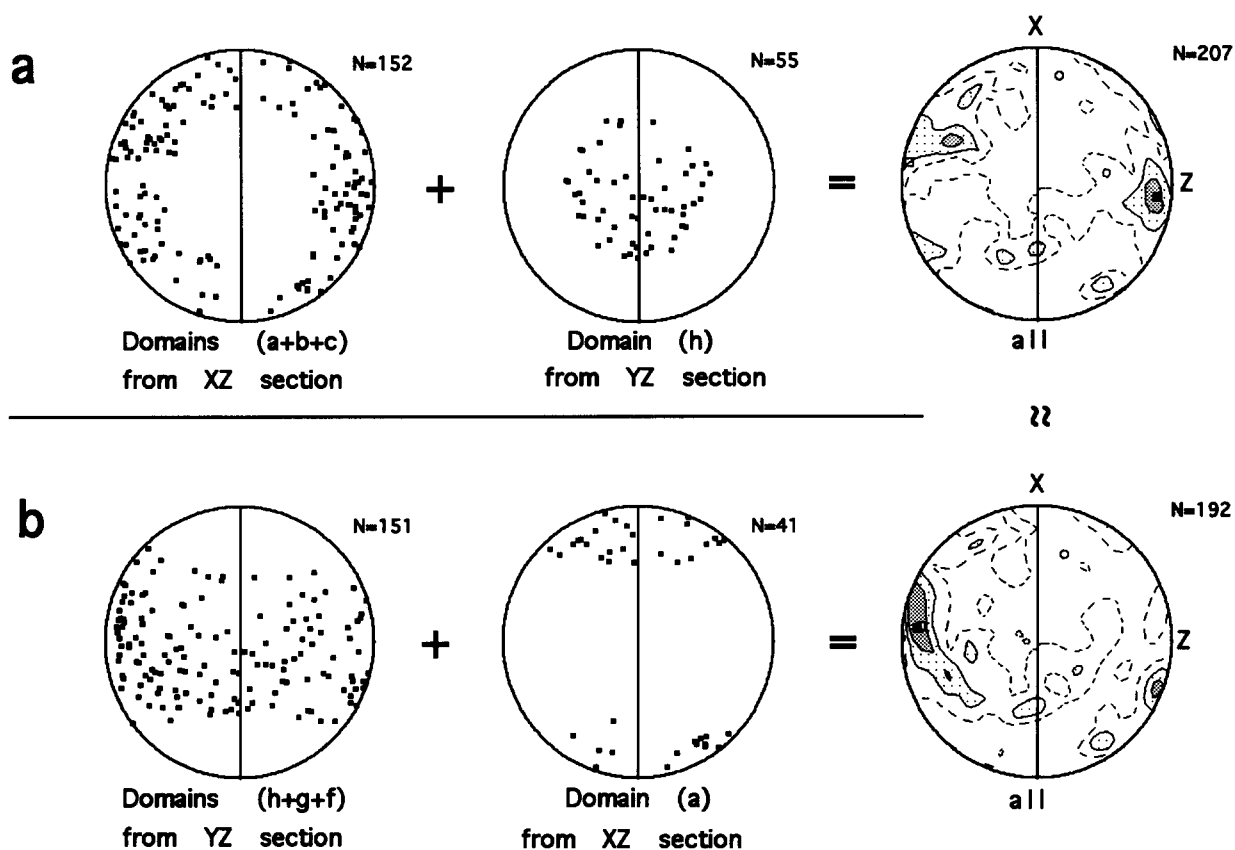 a
N=152
N=55
X
N=207
+
=
Z
Domains (a+b+c)
from XZ section
Domain (h)
from YZ section
all
≈
b
N=151
N=41
X
N=192
+
=
Z
Domains (h+g+f)
from YZ section
Domain (a)
from XZ section
all